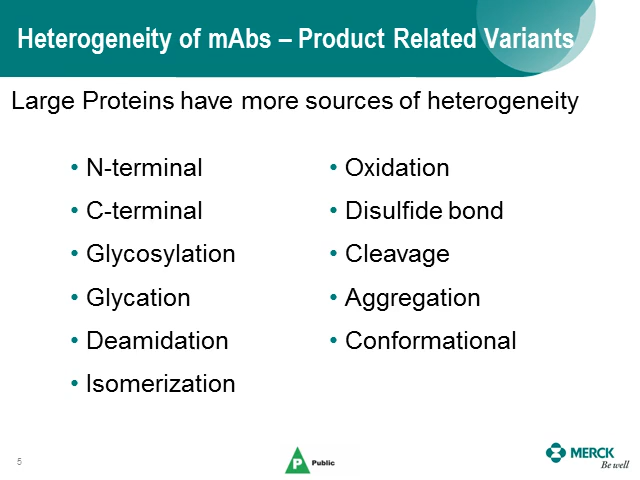 Heterogeneity of mAbs – Product Related Variants
Large Proteins have more sources of heterogeneity
• N-terminal
• C-terminal
• Glycosylation
• Glycation
• Deamidation
• Isomerization
• Oxidation
• Disulfide bond
• Cleavage
• Aggregation
• Conformational
5
P Public
MERCK
Be well